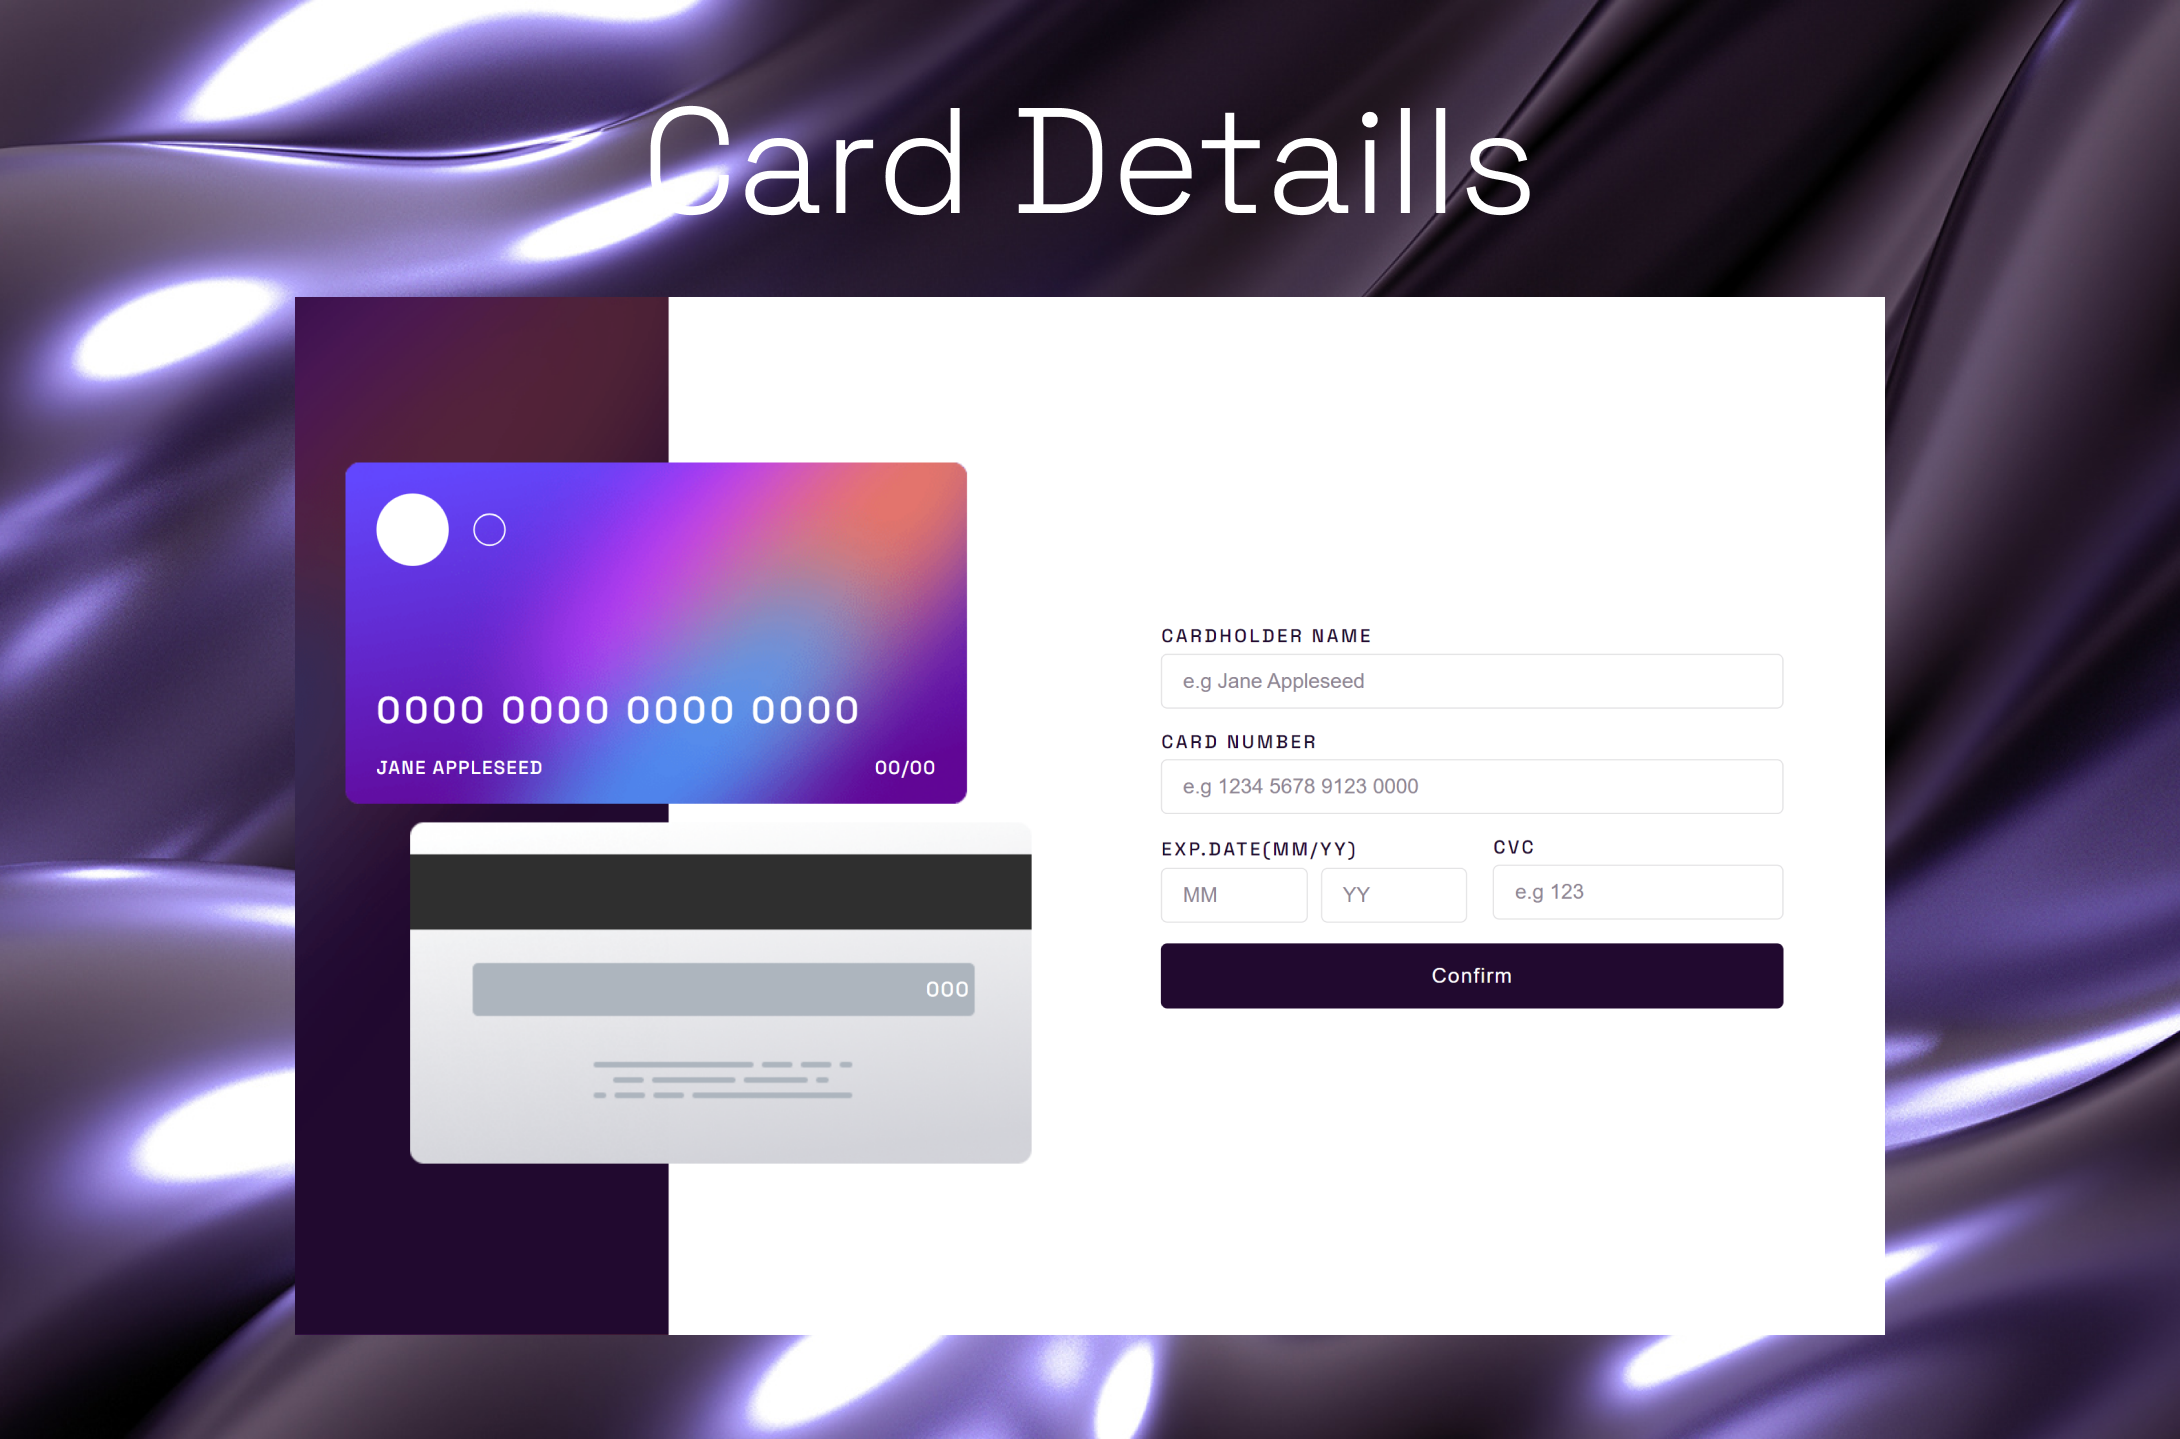 Card Detaills
0000 0000 0000 0000
JANE APPLESEED 00/00
000
CARDHOLDER NAME
e.g Jane Appleseed
CARD NUMBER
e.g 1234 5678 9123 0000
EXP.DATE(MM/YY) CVC
MM YY e.g 123
Confirm